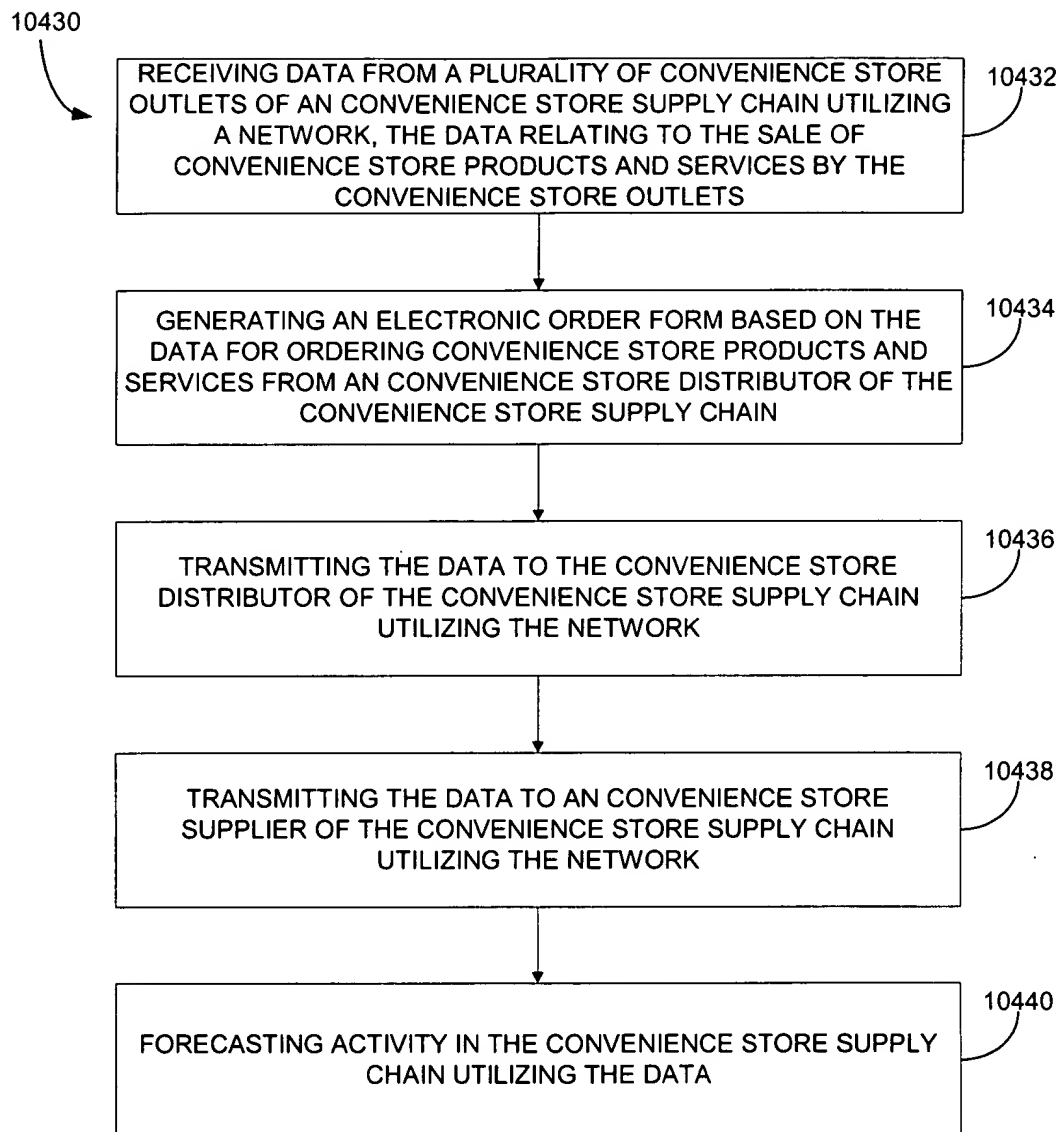 10430
RECEIVING DATA FROM A PLURALITY OF CONVENIENCE STORE
OUTLETS OF AN CONVENIENCE STORE SUPPLY CHAIN UTILIZING
A NETWORK, THE DATA RELATING TO THE SALE OF
CONVENIENCE STORE PRODUCTS AND SERVICES BY THE
CONVENIENCE STORE OUTLETS
10432
GENERATING AN ELECTRONIC ORDER FORM BASED ON THE
DATA FOR ORDERING CONVENIENCE STORE PRODUCTS AND
SERVICES FROM AN CONVENIENCE STORE DISTRIBUTOR OF THE
CONVENIENCE STORE SUPPLY CHAIN
10434
TRANSMITTING THE DATA TO THE CONVENIENCE STORE
DISTRIBUTOR OF THE CONVENIENCE STORE SUPPLY CHAIN
UTILIZING THE NETWORK
10436
TRANSMITTING THE DATA TO AN CONVENIENCE STORE
SUPPLIER OF THE CONVENIENCE STORE SUPPLY CHAIN
UTILIZING THE NETWORK
10438
FORECASTING ACTIVITY IN THE CONVENIENCE STORE SUPPLY
CHAIN UTILIZING THE DATA
10440